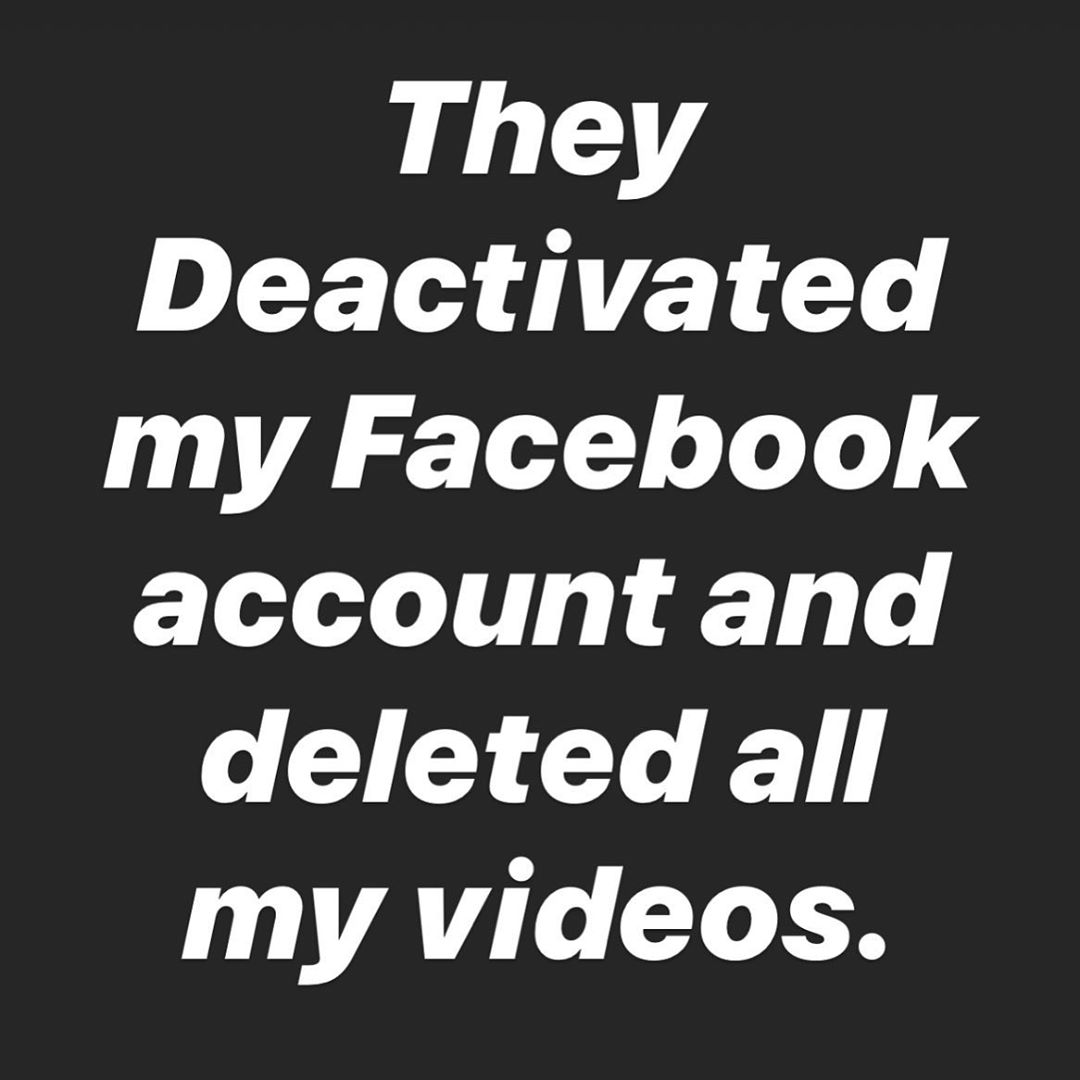 They
Deactivated
my Facebook
account and
deleted all
my videos.